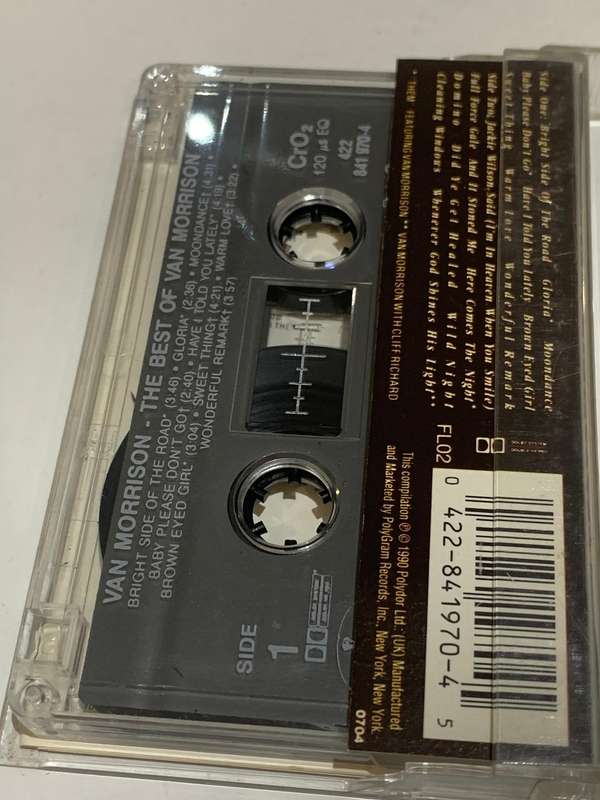 VAN MORRISON - THE BEST OF VAN MORRISON
BRIGHT SIDE OF THE ROAD* (3:46) • GLORIA* (2:36) • MOONDANCE† (4:31) •
BABY PLEASE DON'T GO† (2:40) • HAVE I TOLD YOU LATELY* (4:18) •
BROWN EYED GIRL* (3:04) • SWEET THING† (4:21) • WARM LOVE† (3:22) •
WONDERFUL REMARK† (3:57)
SIDE
1
CrO2
120 µs EQ
422
841 970-4
Side One: Bright Side Of The Road Gloria* Moondance
Baby Please Don't Go* Have I Told You Lately Brown Eyed Girl
Sweet Thing Warm Love Wonderful Remark
Side Two: Jackie Wilson Said (I'm In Heaven When You Smile)
Full Force Gale And It Stoned Me Here Comes The Night*
Domino Did Ye Get Healed Wild Night
Cleaning Windows Whenever God Shines His Light**
* THEM FEATURING VAN MORRISON ** VAN MORRISON WITH CLIFF RICHARD
FL02
0 422-841970-4 5
This compilation ℗ © 1990 Polydor Ltd. (UK) Manufactured
and Marketed by PolyGram Records, Inc., New York, New York
0704